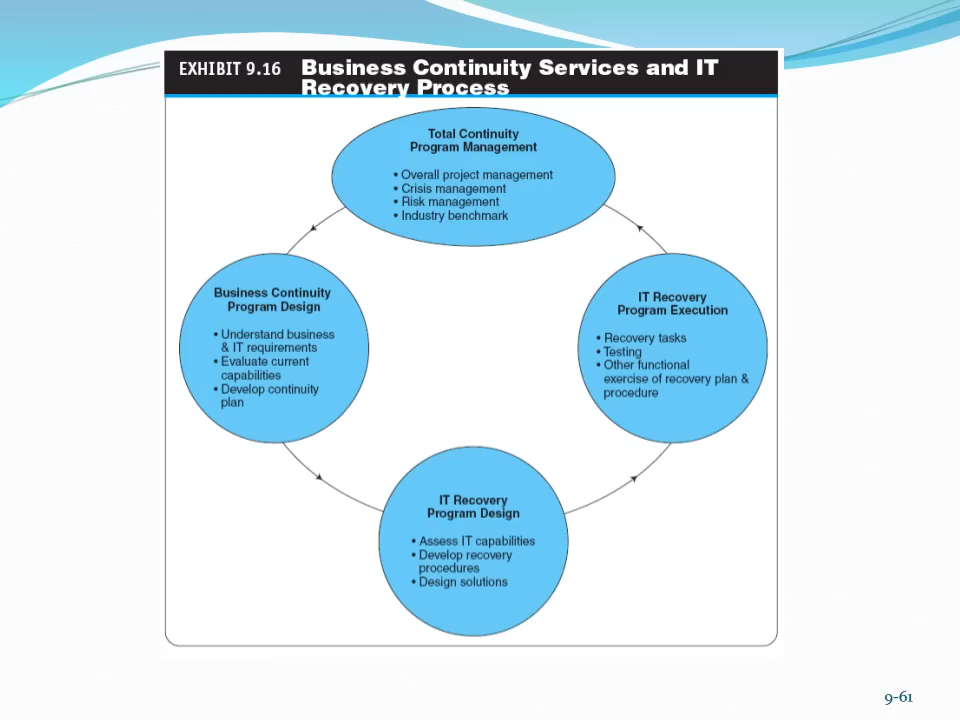 EXHIBIT 9.16 Business Continuity Services and IT
Recovery Process
Total Continuity
Program Management
• Overall project management
• Crisis management
• Risk management
• Industry benchmark
Business Continuity
Program Design
• Understand business
& IT requirements
• Evaluate current
capabilities
• Develop continuity
plan
IT Recovery
Program Execution
• Recovery tasks
• Testing
• Other functional
exercise of recovery plan &
procedure
IT Recovery
Program Design
• Assess IT capabilities
• Develop recovery
procedures
• Design solutions
9-61